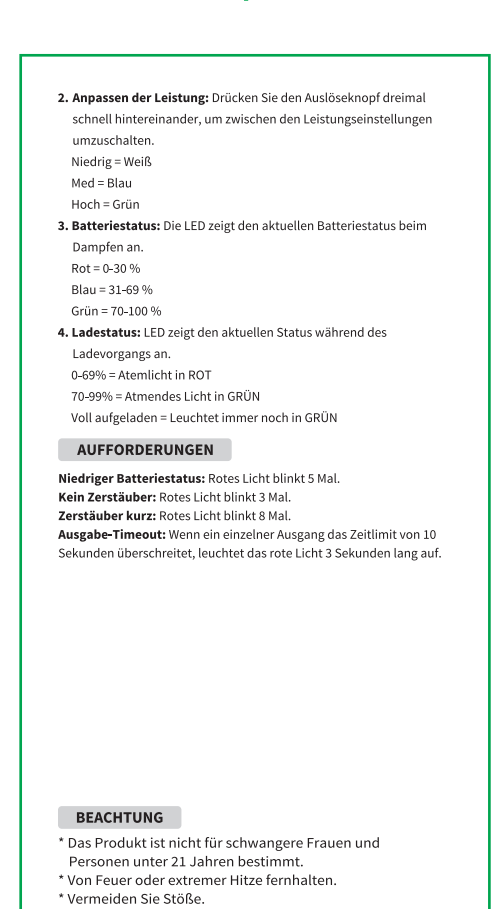 2. Anpassen der Leistung: Drücken Sie den Auslöseknopf dreimal
schnell hintereinander, um zwischen den Leistungseinstellungen
umzuschalten.
Niedrig = Weiß
Med = Blau
Hoch = Grün
3. Batteriestatus: Die LED zeigt den aktuellen Batteriestatus beim
Dampfen an.
Rot = 0-30 %
Blau = 31-69 %
Grün = 70-100 %
4. Ladestatus: LED zeigt den aktuellen Status während des
Ladevorgangs an.
0-69% = Atemlicht in ROT
70-99% = Atmendes Licht in GRÜN
Voll aufgeladen = Leuchtet immer noch in GRÜN
AUFFORDERUNGEN
Niedriger Batteriestatus: Rotes Licht blinkt 5 Mal.
Kein Zerstäuber: Rotes Licht blinkt 3 Mal.
Zerstäuber kurz: Rotes Licht blinkt 8 Mal.
Ausgabe-Timeout: Wenn ein einzelner Ausgang das Zeitlimit von 10
Sekunden überschreitet, leuchtet das rote Licht 3 Sekunden lang auf.
BEACHTUNG
* Das Produkt ist nicht für schwangere Frauen und
Personen unter 21 Jahren bestimmt.
* Von Feuer oder extremer Hitze fernhalten.
* Vermeiden Sie Stöße.